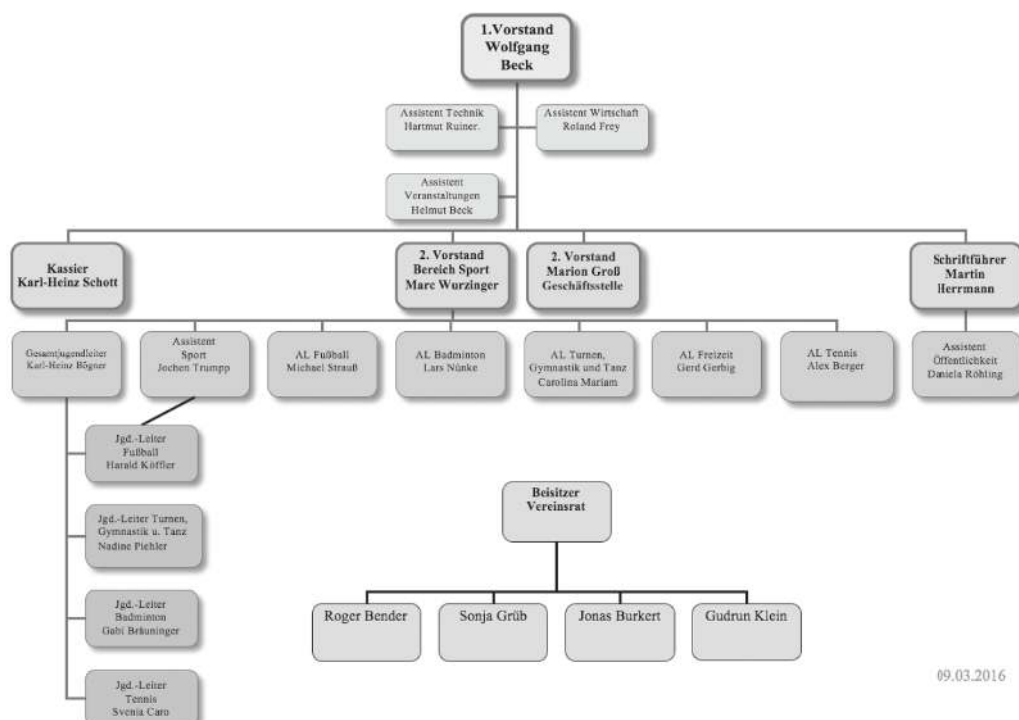 1.Vorstand
Wolfgang
Beck
Assistent Technik
Hartmut Ruiner.
Assistent Wirtschaft
Roland Frey
Assistent
Veranstaltungen
Helmut Beck
Kassier
Karl-Heinz Schott
2. Vorstand
Bereich Sport
Marc Wurzinger
2. Vorstand
Marion Groß
Geschäftsstelle
Schriftführer
Martin
Herrmann
Gesamtjugendleiter
Karl-Heinz Bögner
Assistent
Sport
Jochen Trumpp
AL Fußball
Michael Strauß
AL Badminton
Lars Nünke
AL Turnen,
Gymnastik und Tanz
Carolina Mariam
AL Freizeit
Gerd Gerbig
AL Tennis
Alex Berger
Assistent
Öffentlichkeit
Daniela Röhling
Jgd.-Leiter
Fußball
Harald Köffler
Jgd.-Leiter Turnen,
Gymnastik u. Tanz
Nadine Piehler
Jgd.-Leiter
Badminton
Gabi Bräuninger
Jgd.-Leiter
Tennis
Svenja Caro
Beisitzer
Vereinsrat
Roger Bender
Sonja Grüb
Jonas Burkert
Gudrun Klein
09.03.2016